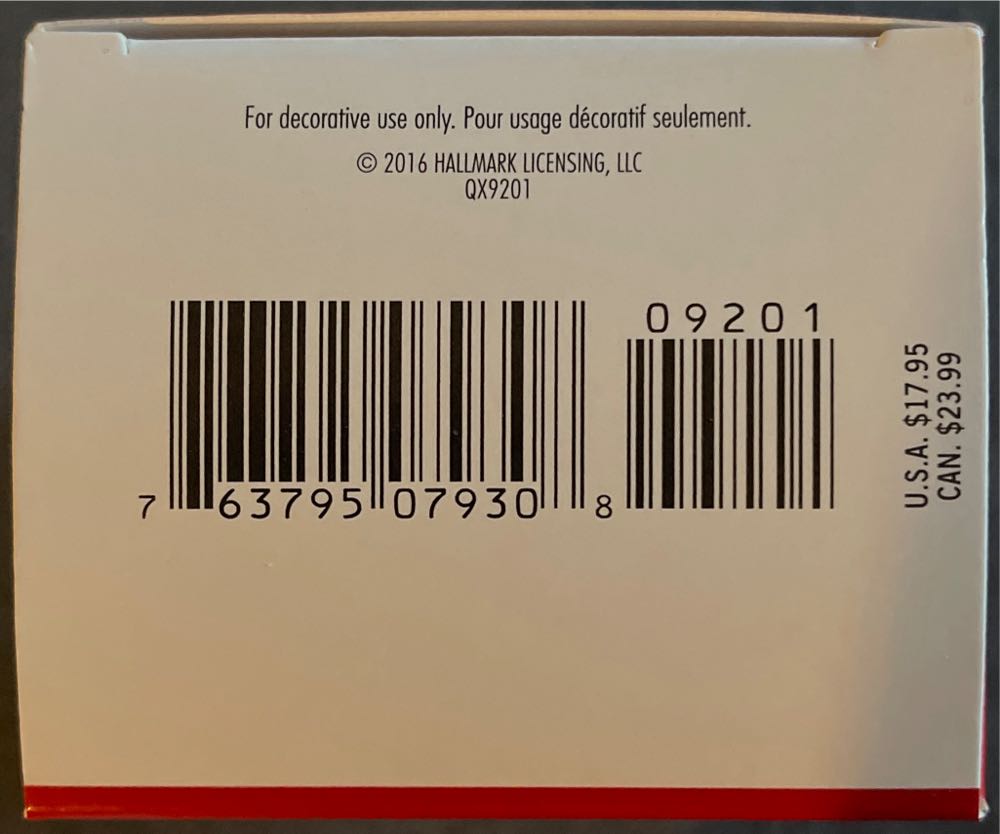 For decorative use only. Pour usage décoratif seulement.
© 2016 HALLMARK LICENSING, LLC
QX9201
09201
7 63795 07930 8
U.S.A. $17.95
CAN. $23.99